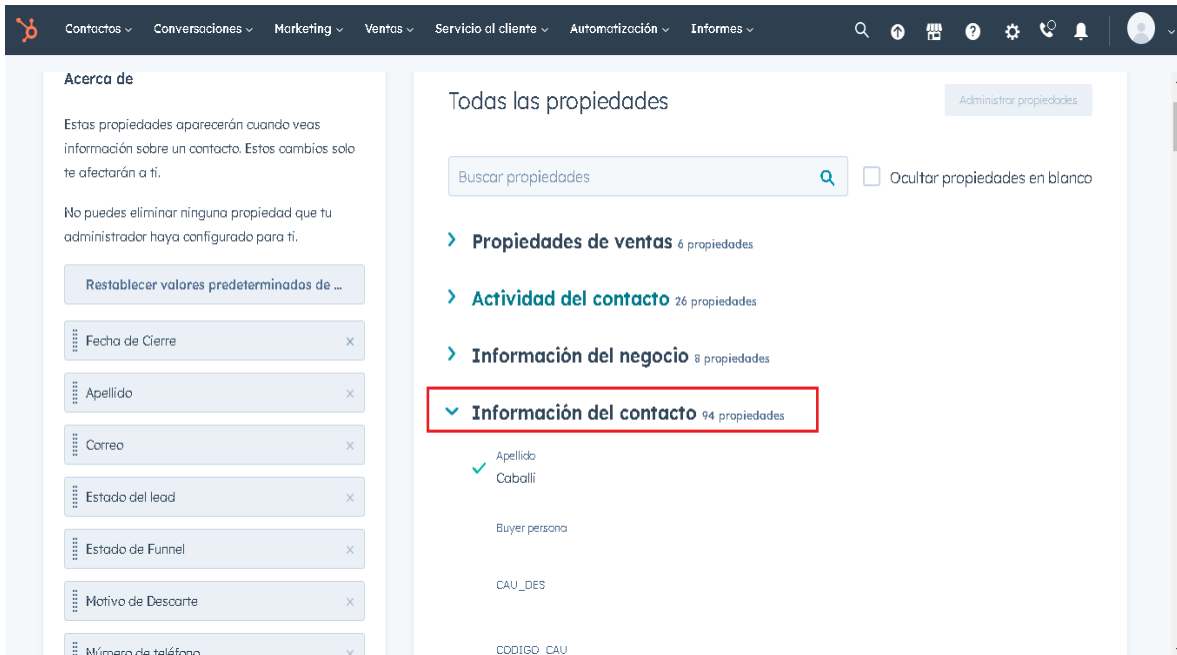 Contactos Conversaciones Marketing Ventas Servicio al cliente Automatización Informes
Acerca de
Estas propiedades aparecerán cuando veas
información sobre un contacto. Estos cambios solo
te afectarán a ti.
No puedes eliminar ninguna propiedad que tu
administrador haya configurado para ti.
Restablecer valores predeterminados de ...
Fecha de Cierre
Apellido
Correo
Estado del lead
Estado de Funnel
Motivo de Descarte
Número de teléfono
Todas las propiedades
Administrar propiedades
Buscar propiedades
Ocultar propiedades en blanco
Propiedades de ventas 6 propiedades
Actividad del contacto 26 propiedades
Información del negocio 8 propiedades
Información del contacto 94 propiedades
Apellido
Caballi
Buyer persona
CAU_DES
CODIGO_CAU